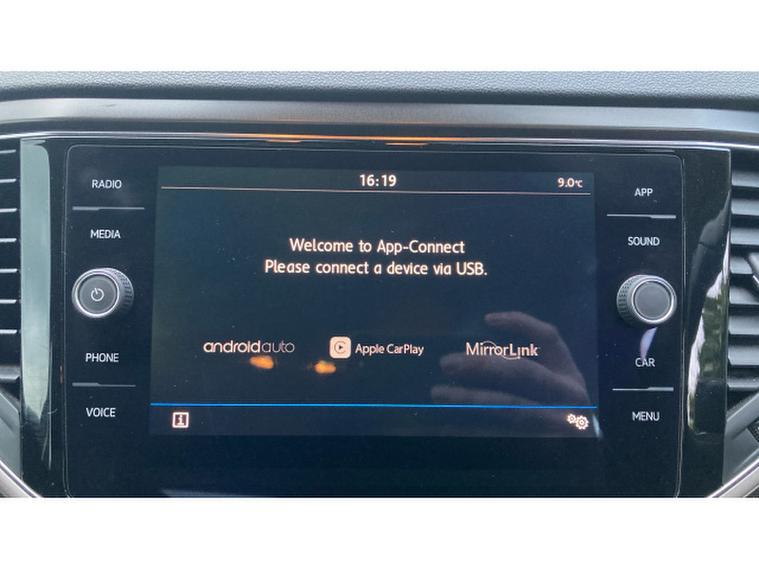 RADIO
MEDIA
PHONE
VOICE
16:19
9.0°C
Welcome to App-Connect
Please connect a device via USB.
androidauto
Apple CarPlay
MirrorLink
i
APP
SOUND
CAR
MENU